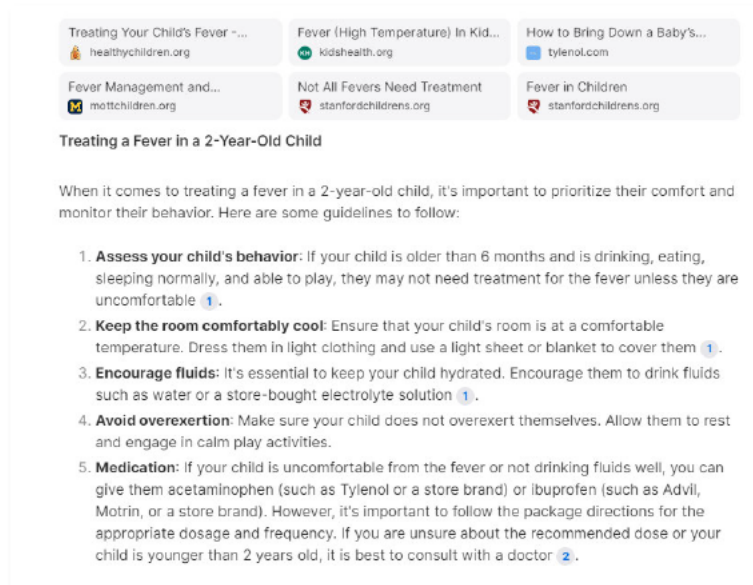 Treating Your Child's Fever -...
Fever (High Temperature) In Kid...
How to Bring Down a Baby's...
healthychildren.org
KH kidshealth.org
tylenol.com
Fever Management and...
Not All Fevers Need Treatment
Fever in Children
M mottchildren.org
stanfordchildrens.org
stanfordchildrens.org
Treating a Fever in a 2-Year-Old Child
When it comes to treating a fever in a 2-year-old child, it's important to prioritize their comfort and
monitor their behavior. Here are some guidelines to follow:
1. Assess your child's behavior: If your child is older than 6 months and is drinking, eating,
sleeping normally, and able to play, they may not need treatment for the fever unless they are
uncomfortable 1 .
2. Keep the room comfortably cool: Ensure that your child's room is at a comfortable
temperature. Dress them in light clothing and use a light sheet or blanket to cover them 1 .
3. Encourage fluids: It's essential to keep your child hydrated. Encourage them to drink fluids
such as water or a store-bought electrolyte solution 1 .
4. Avoid overexertion: Make sure your child does not overexert themselves. Allow them to rest
and engage in calm play activities.
5. Medication: If your child is uncomfortable from the fever or not drinking fluids well, you can
give them acetaminophen (such as Tylenol or a store brand) or ibuprofen (such as Advil,
Motrin, or a store brand). However, it's important to follow the package directions for the
appropriate dosage and frequency. If you are unsure about the recommended dose or your
child is younger than 2 years old, it is best to consult with a doctor 2 .